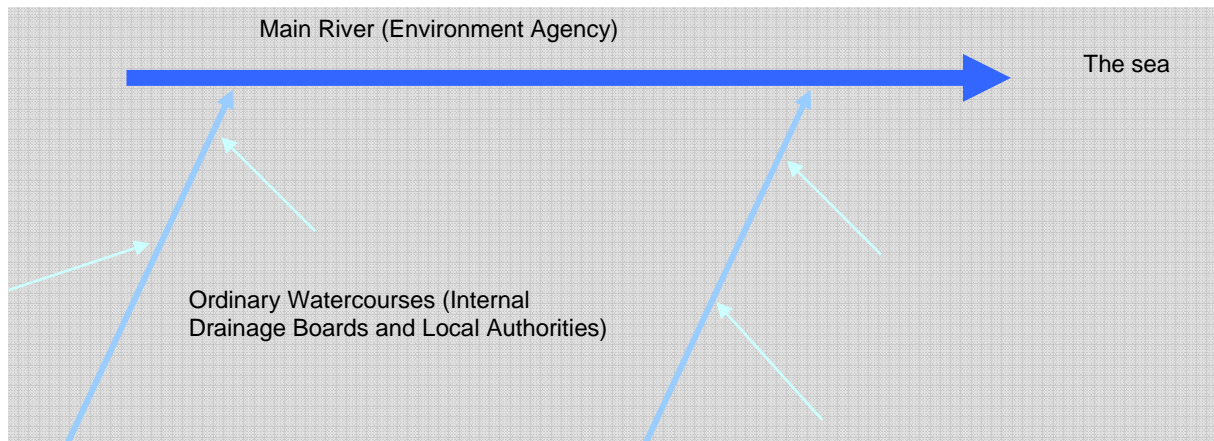 Main River (Environment Agency)
The sea
Ordinary Watercourses (Internal
Drainage Boards and Local Authorities)